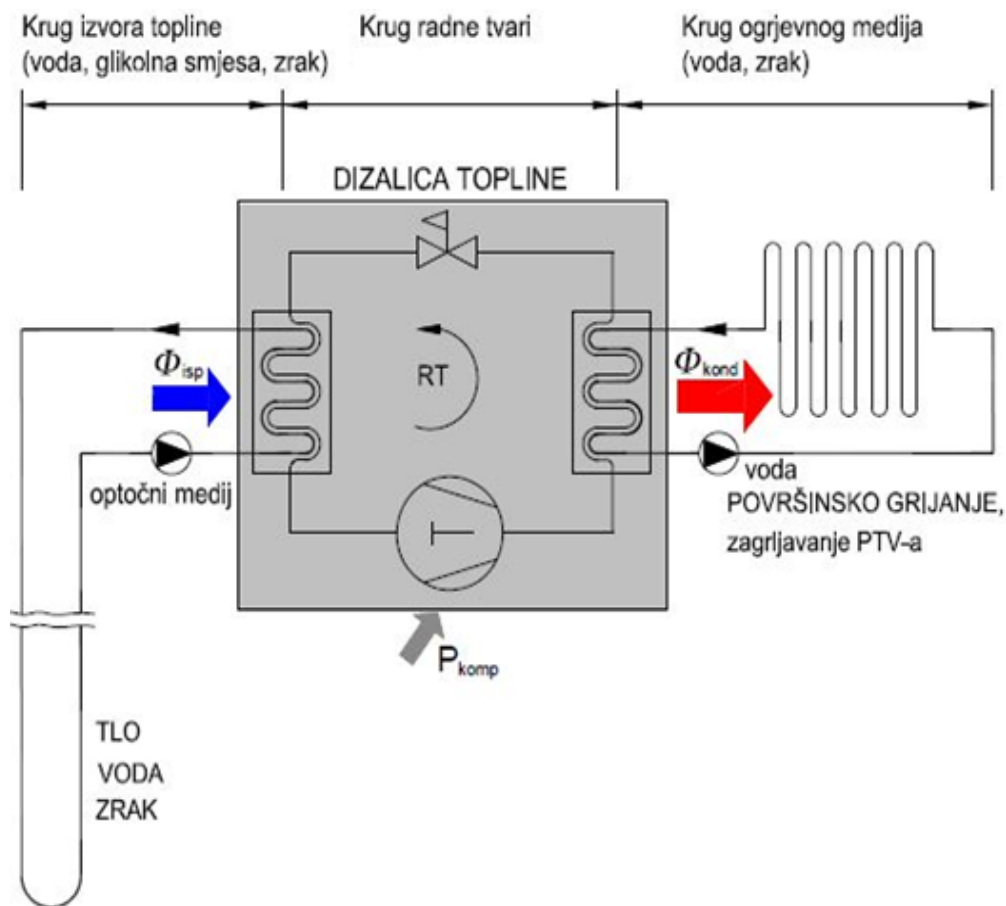 Krug izvora topline
(voda, glikolna smjesa, zrak)
Krug radne tvari
Krug ogrjevnog medija
(voda, zrak)
DIZALICA TOPLINE
Φisp
RT
Φkond
optočni medij
voda
POVRŠINSKO GRIJANJE,
zagrljavanje PTV-a
Pkomp
TLO
VODA
ZRAK